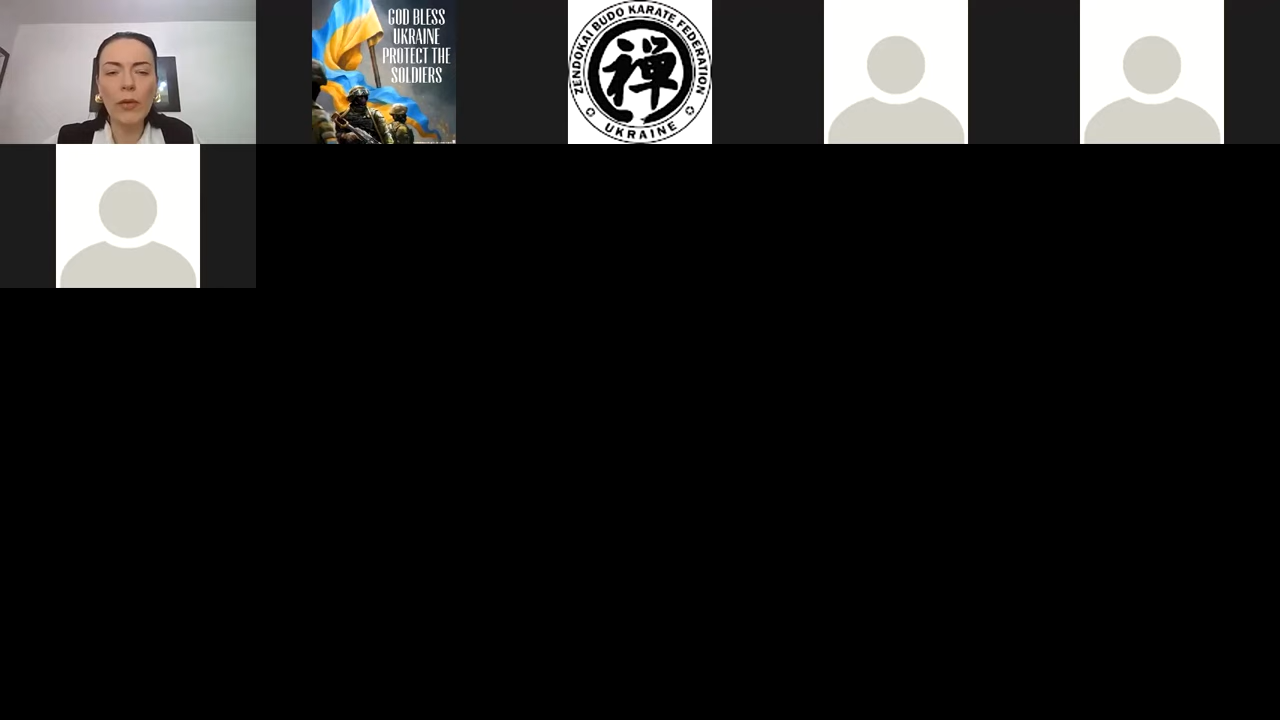 GOD BLESS
UKRAINE
PROTECT THE
SOLDIERS
ZENDOKAI BUDO KARATE FEDERATION
禅
UKRAINE